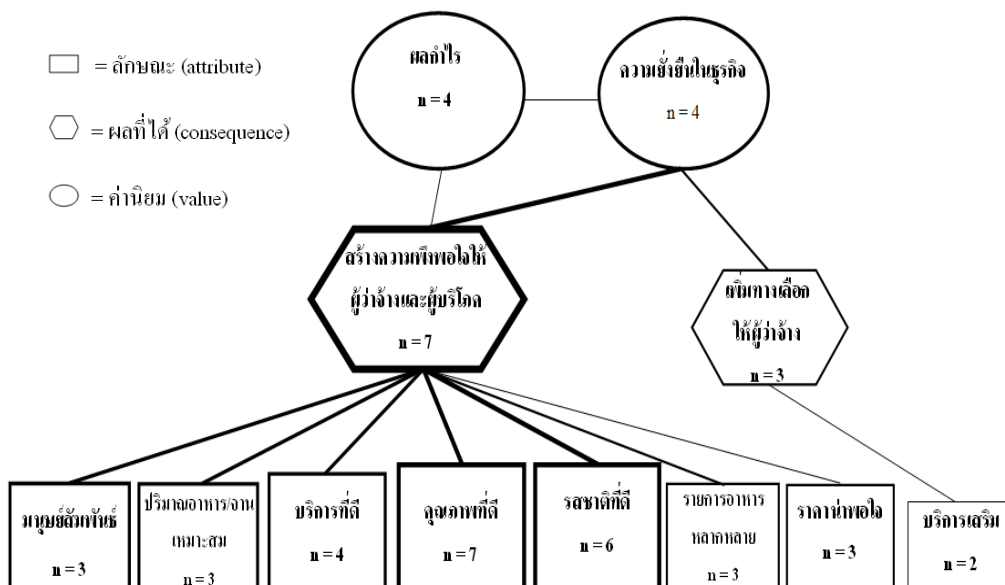 = ลักษณะ (attribute)
= ผลที่ได้ (consequence)
= ค่านิยม (value)
ผลกำไร
n = 4
ความยั่งยืนในธุรกิจ
n = 4
สร้างความพึงพอใจให้
ผู้ว่าจ้างและผู้บริโภค
n = 7
เพิ่มทางเลือก
ให้ผู้ว่าจ้าง
n = 3
มนุษย์สัมพันธ์
n = 3
ปริมาณอาหาร/จาน
เหมาะสม
n = 3
บริการที่ดี
n = 4
คุณภาพที่ดี
n = 7
รสชาติที่ดี
n = 6
รายการอาหาร
หลากหลาย
n = 3
ราคาน่าพอใจ
n = 3
บริการเสริม
n = 2